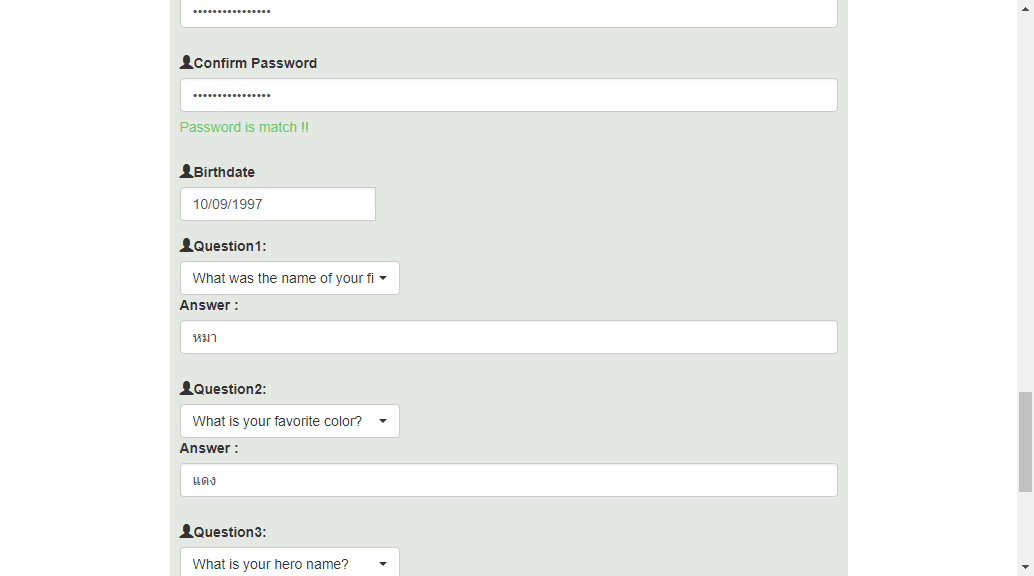 ••••••••••••••••
Confirm Password
••••••••••••••••
Password is match !!
Birthdate
10/09/1997
Question1:
What was the name of your fi
Answer :
หมา
Question2:
What is your favorite color?
Answer :
แดง
Question3:
What is your hero name?